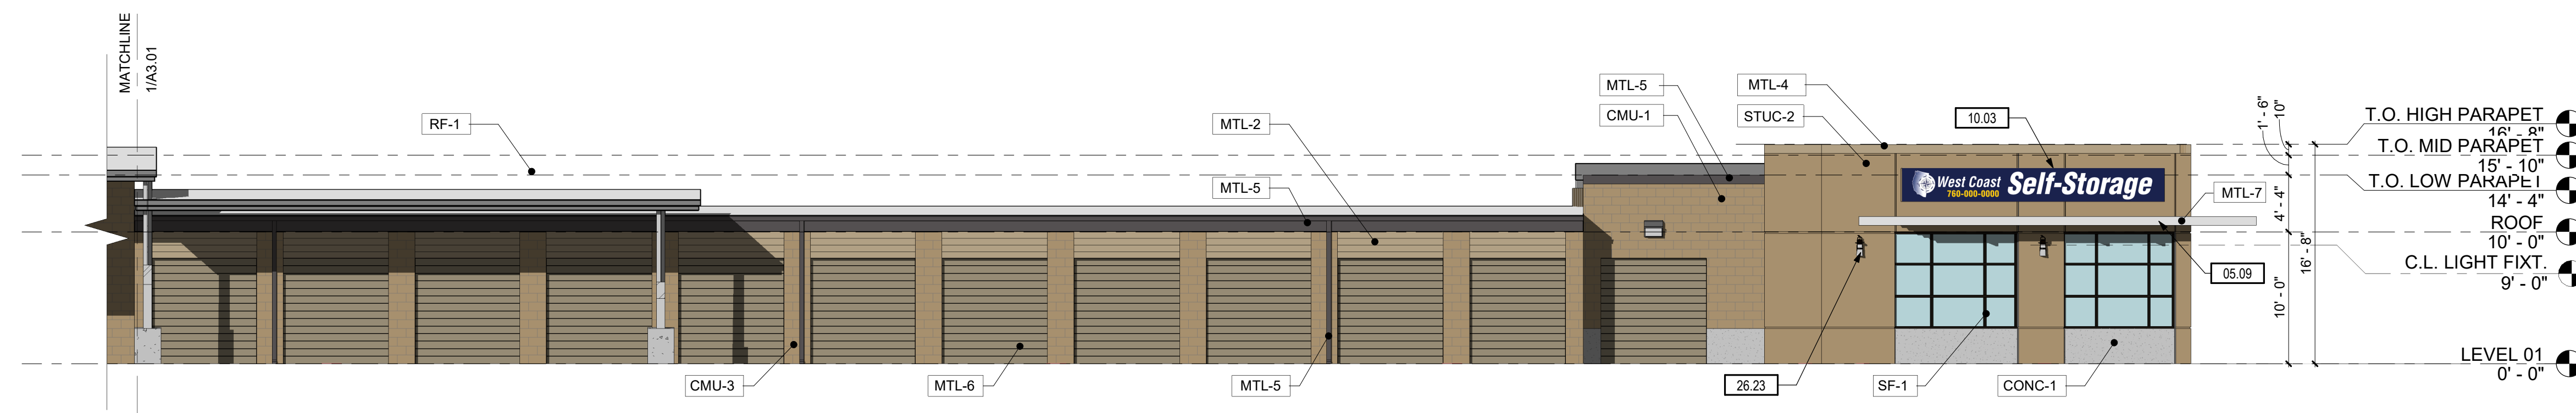 MATCHLINE
1/A3.01
RF-1
MTL-2
MTL-5
MTL-5
CMU-1
MTL-5
MTL-4
STUC-2
10.03
West Coast
760-000-0000
Self-Storage
MTL-7
05.09
CMU-3
MTL-6
MTL-5
26.23
SF-1
CONC-1
1' - 6"
10"
4' - 4"
10' - 0"
16' - 8"
T.O. HIGH PARAPET
16' - 8"
T.O. MID PARAPET
15' - 10"
T.O. LOW PARAPET
14' - 4"
ROOF
10' - 0"
C.L. LIGHT FIXT.
9' - 0"
LEVEL 01
0' - 0"